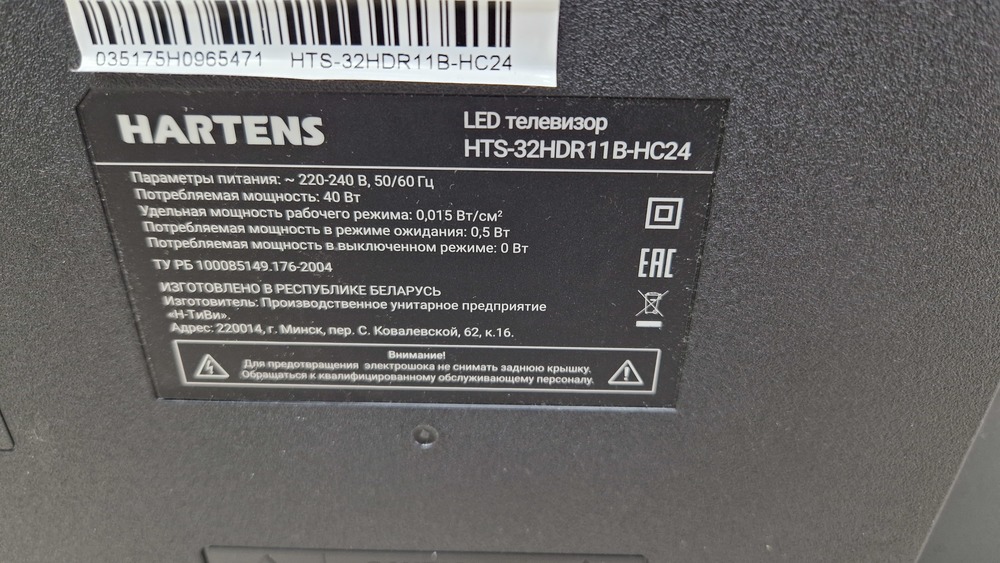 035175H0965471 HTS-32HDR11B-HC24
HARTENS
LED телевизор
HTS-32HDR11B-HC24
Параметры питания: ~ 220-240 В, 50/60 Гц
Потребляемая мощность: 40 Вт
Удельная мощность рабочего режима: 0,015 Вт/см²
Потребляемая мощность в режиме ожидания: 0,5 Вт
Потребляемая мощность в выключенном режиме: 0 Вт
ТУ РБ 100085149.176-2004
EAC
ИЗГОТОВЛЕНО В РЕСПУБЛИКЕ БЕЛАРУСЬ
Изготовитель: Производственное унитарное предприятие
«Н-ТиВи».
Адрес: 220014, г. Минск, пер. С. Ковалевской, 62, к.16.
Внимание!
Для предотвращения электрошока не снимать заднюю крышку.
Обращаться к квалифицированному обслуживающему персоналу.